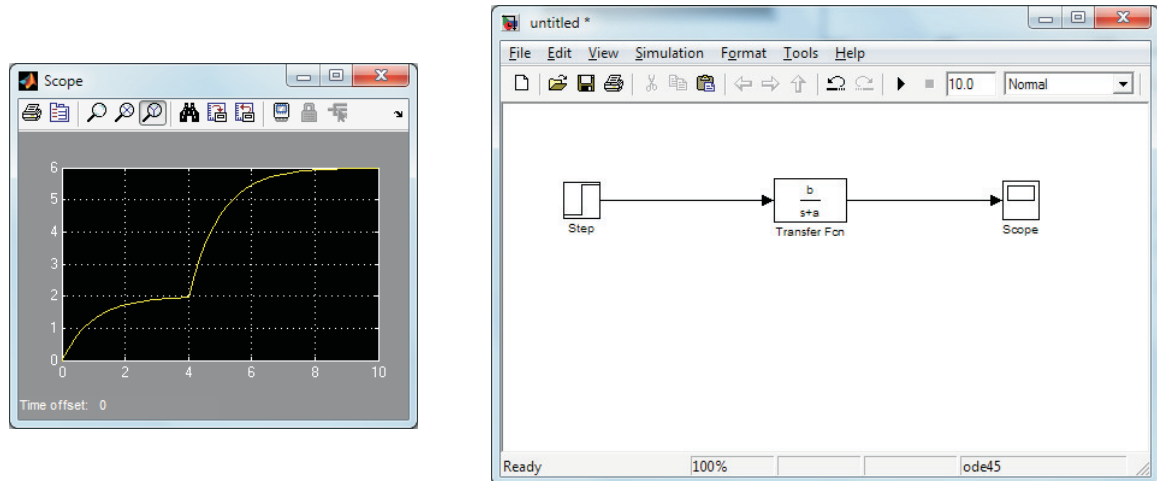 Scope
6
5
4
3
2
1
0
0 2 4 6 8 10
Time offset: 0
untitled *
File Edit View Simulation Format Tools Help
10.0 Normal
b
s+a
Step Transfer Fcn Scope
Ready 100% ode45